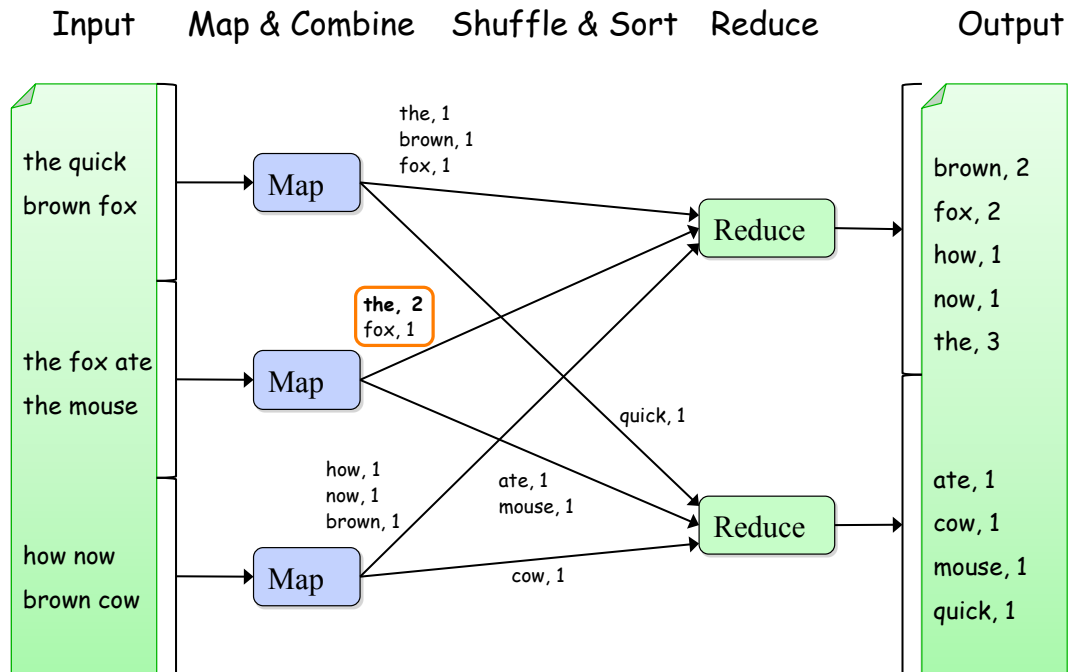 Input
Map & Combine
Shuffle & Sort
Reduce
Output
the quick
brown fox
the fox ate
the mouse
how now
brown cow
Map
Map
Map
the, 1
brown, 1
fox, 1
the, 2
fox, 1
how, 1
now, 1
brown, 1
quick, 1
ate, 1
mouse, 1
cow, 1
Reduce
Reduce
brown, 2
fox, 2
how, 1
now, 1
the, 3
ate, 1
cow, 1
mouse, 1
quick, 1